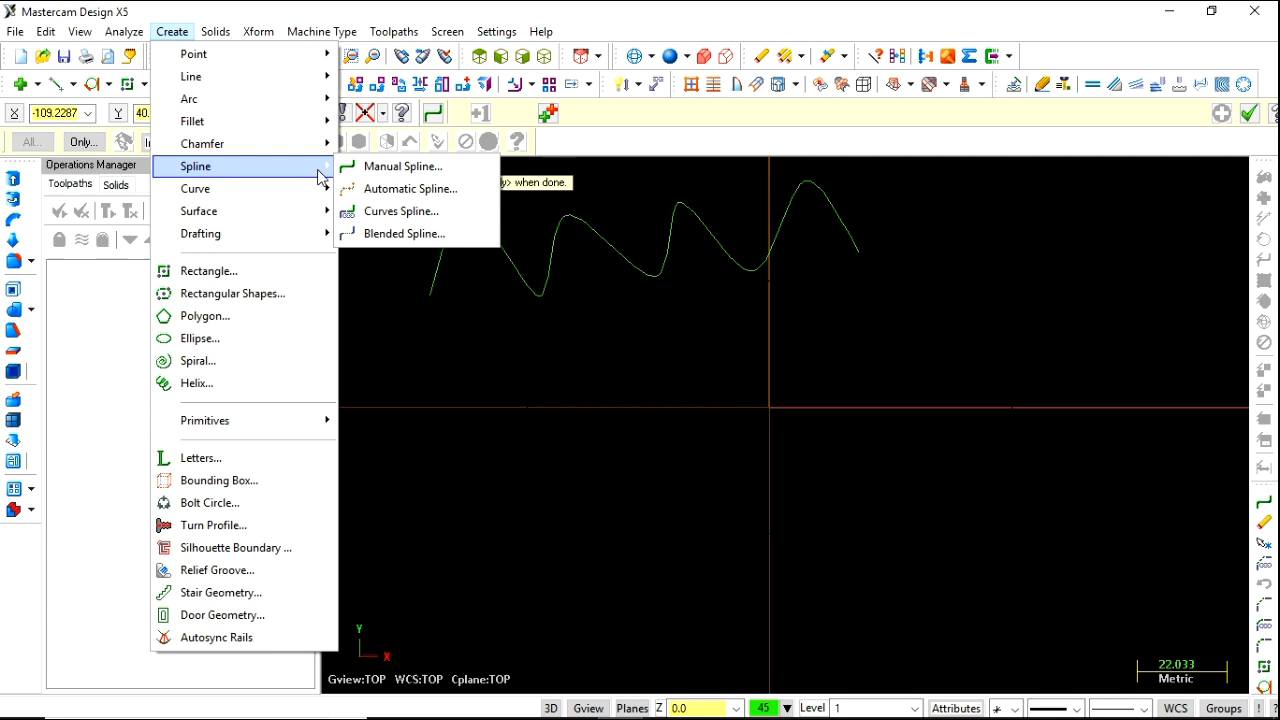 Mastercam Design X5
File Edit View Analyze Create Solids Xform Machine Type Toolpaths Screen Settings Help
X -109.2287 Y 40. +1
All... Only...
Operations Manager
Toolpaths Solids
Point
Line
Arc
Fillet
Chamfer
Spline
Curve
Surface
Drafting
Rectangle...
Rectangular Shapes...
Polygon...
Ellipse...
Spiral...
Helix...
Primitives
Letters...
Bounding Box...
Bolt Circle...
Turn Profile...
Silhouette Boundary ...
Relief Groove...
Stair Geometry...
Door Geometry...
Autosync Rails
Manual Spline...
Automatic Spline...
Curves Spline...
Blended Spline...
y> when done.
Y
X
Gview:TOP WCS:TOP Cplane:TOP
22.033
Metric
3D Gview Planes Z 0.0 45 Level 1 Attributes WCS Groups ! ?